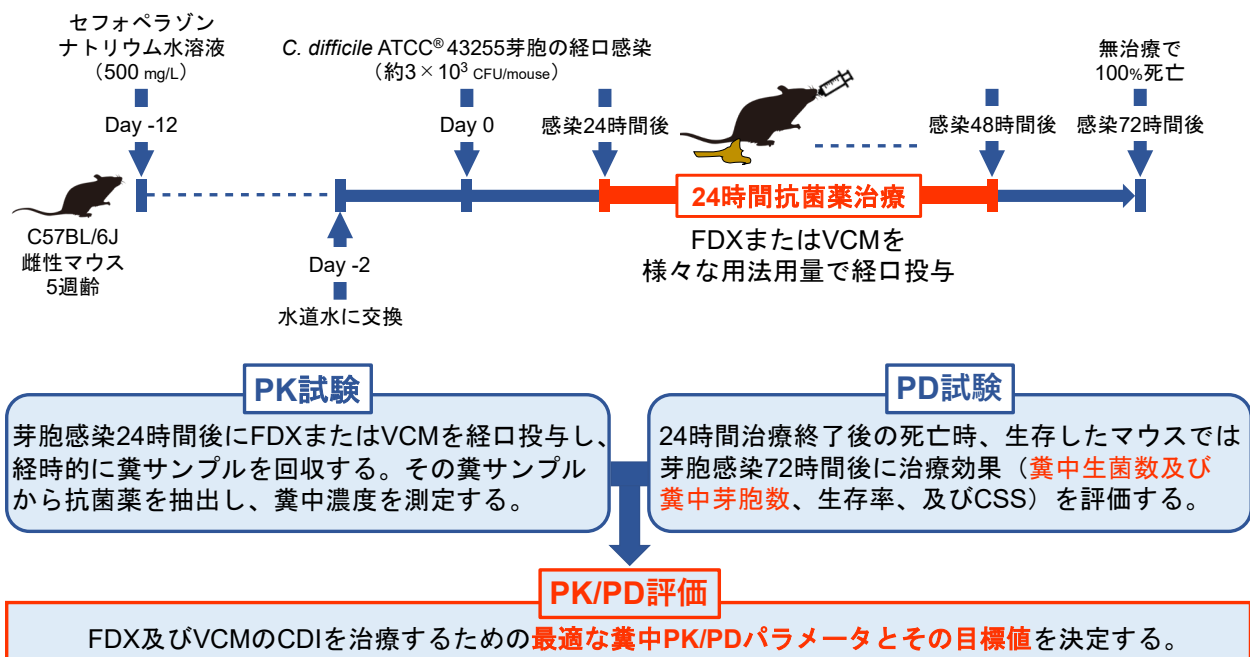 セフォペラゾン
ナトリウム水溶液
（500 mg/L）
Day -12
C. difficile ATCC® 43255芽胞の経口感染
（約3×10³ CFU/mouse）
Day 0
感染24時間後
感染48時間後
無治療で
100%死亡
感染72時間後
24時間抗菌薬治療
FDXまたはVCMを
様々な用法用量で経口投与
C57BL/6J
雌性マウス
5週齢
Day -2
水道水に交換
PK試験
芽胞感染24時間後にFDXまたはVCMを経口投与し、
経時的に糞サンプルを回収する。その糞サンプル
から抗菌薬を抽出し、糞中濃度を測定する。
PD試験
24時間治療終了後の死亡時、生存したマウスでは
芽胞感染72時間後に治療効果（糞中生菌数及び
糞中芽胞数、生存率、及びCSS）を評価する。
PK/PD評価
FDX及びVCMのCDIを治療するための最適な糞中PK/PDパラメータとその目標値を決定する。